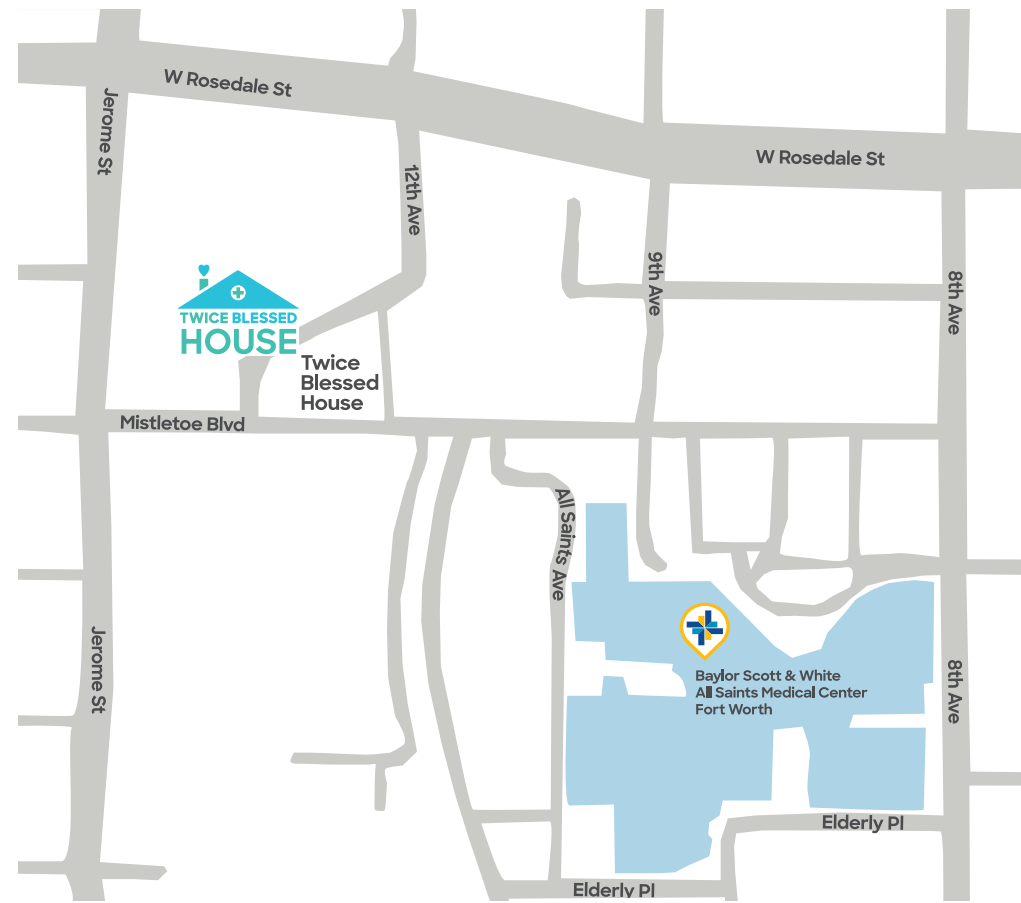 W Rosedale St
Jerome St
W Rosedale St
12th Ave
9th Ave
8th Ave
TWICE BLESSED
HOUSE
Twice
Blessed
House
Mistletoe Blvd
All Saints Ave
Jerome St
Baylor Scott & White
All Saints Medical Center
Fort Worth
8th Ave
Elderly Pl
Elderly Pl